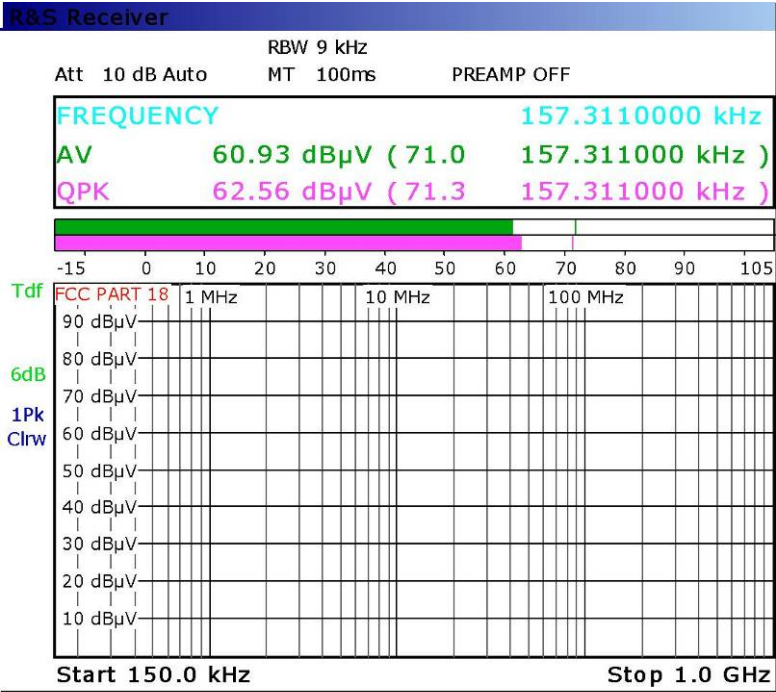 R&S Receiver
RBW 9 kHz
Att 10 dB Auto MT 100ms PREAMP OFF
FREQUENCY 157.3110000 kHz
AV 60.93 dBµV ( 71.0 157.311000 kHz )
QPK 62.56 dBµV ( 71.3 157.311000 kHz )
-15 0 10 20 30 40 50 60 70 80 90 105
Tdf FCC PART 18 1 MHz 10 MHz 100 MHz
90 dBµV
80 dBµV
6dB
70 dBµV
1Pk
Clrw 60 dBµV
50 dBµV
40 dBµV
30 dBµV
20 dBµV
10 dBµV
Start 150.0 kHz Stop 1.0 GHz